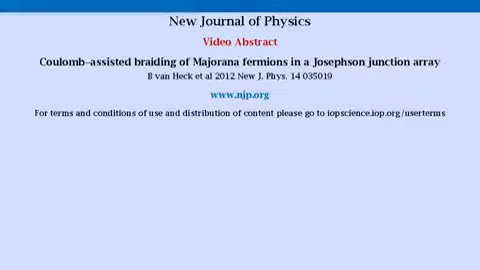 New Journal of Physics
Video Abstract
Coulomb-assisted braiding of Majorana fermions in a Josephson junction array
B van Heck et al 2012 New J. Phys. 14 035019
www.njp.org
For terms and conditions of use and distribution of content please go to iopscience.iop.org/userterms